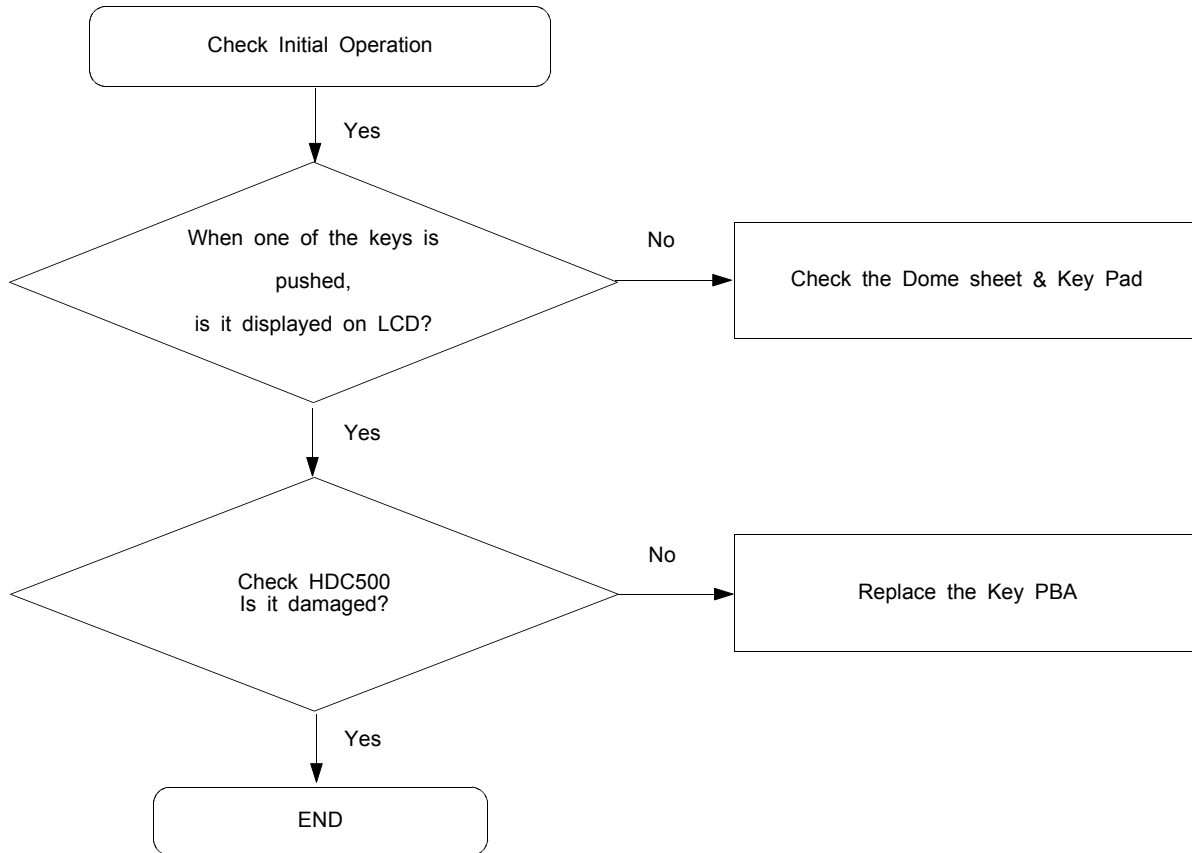 Check Initial Operation
Yes
When one of the keys is
pushed,
is it displayed on LCD?
No
Check the Dome sheet & Key Pad
Yes
Check HDC500
Is it damaged?
No
Replace the Key PBA
Yes
END